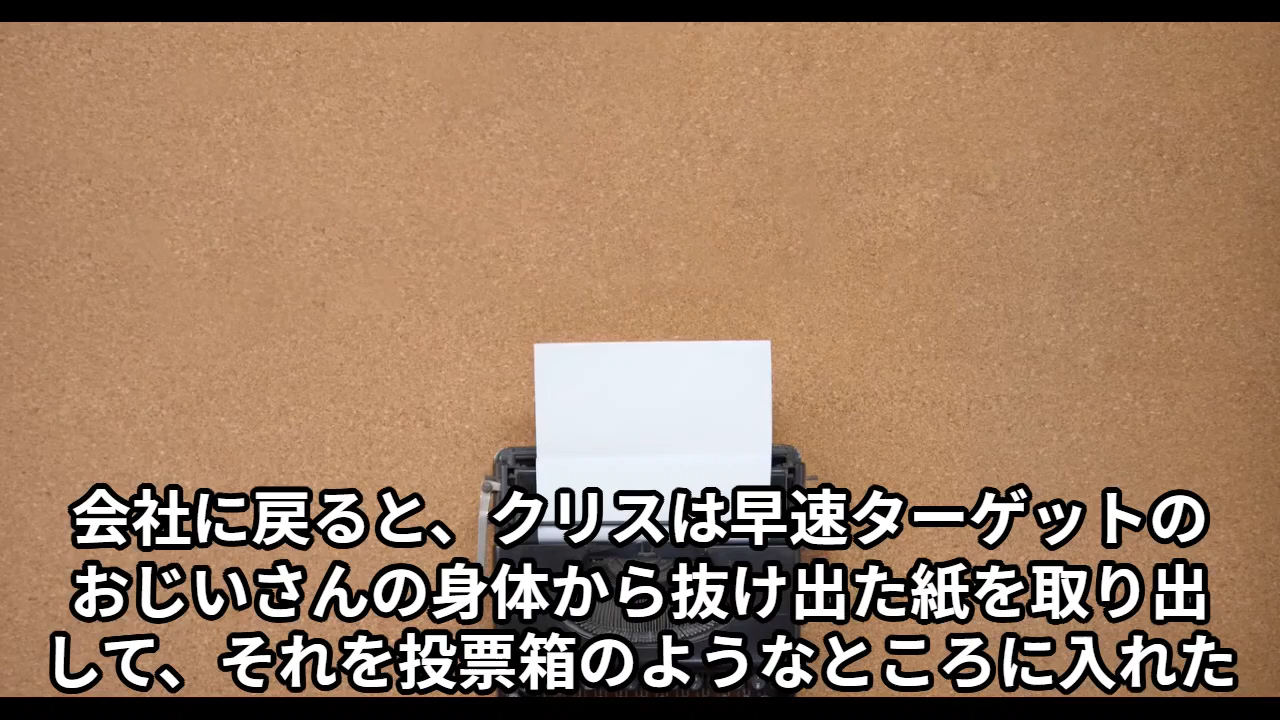 会社に戻ると、クリスは早速ターゲットの
おじいさんの身体から抜け出た紙を取り出
して、それを投票箱のようなところに入れた